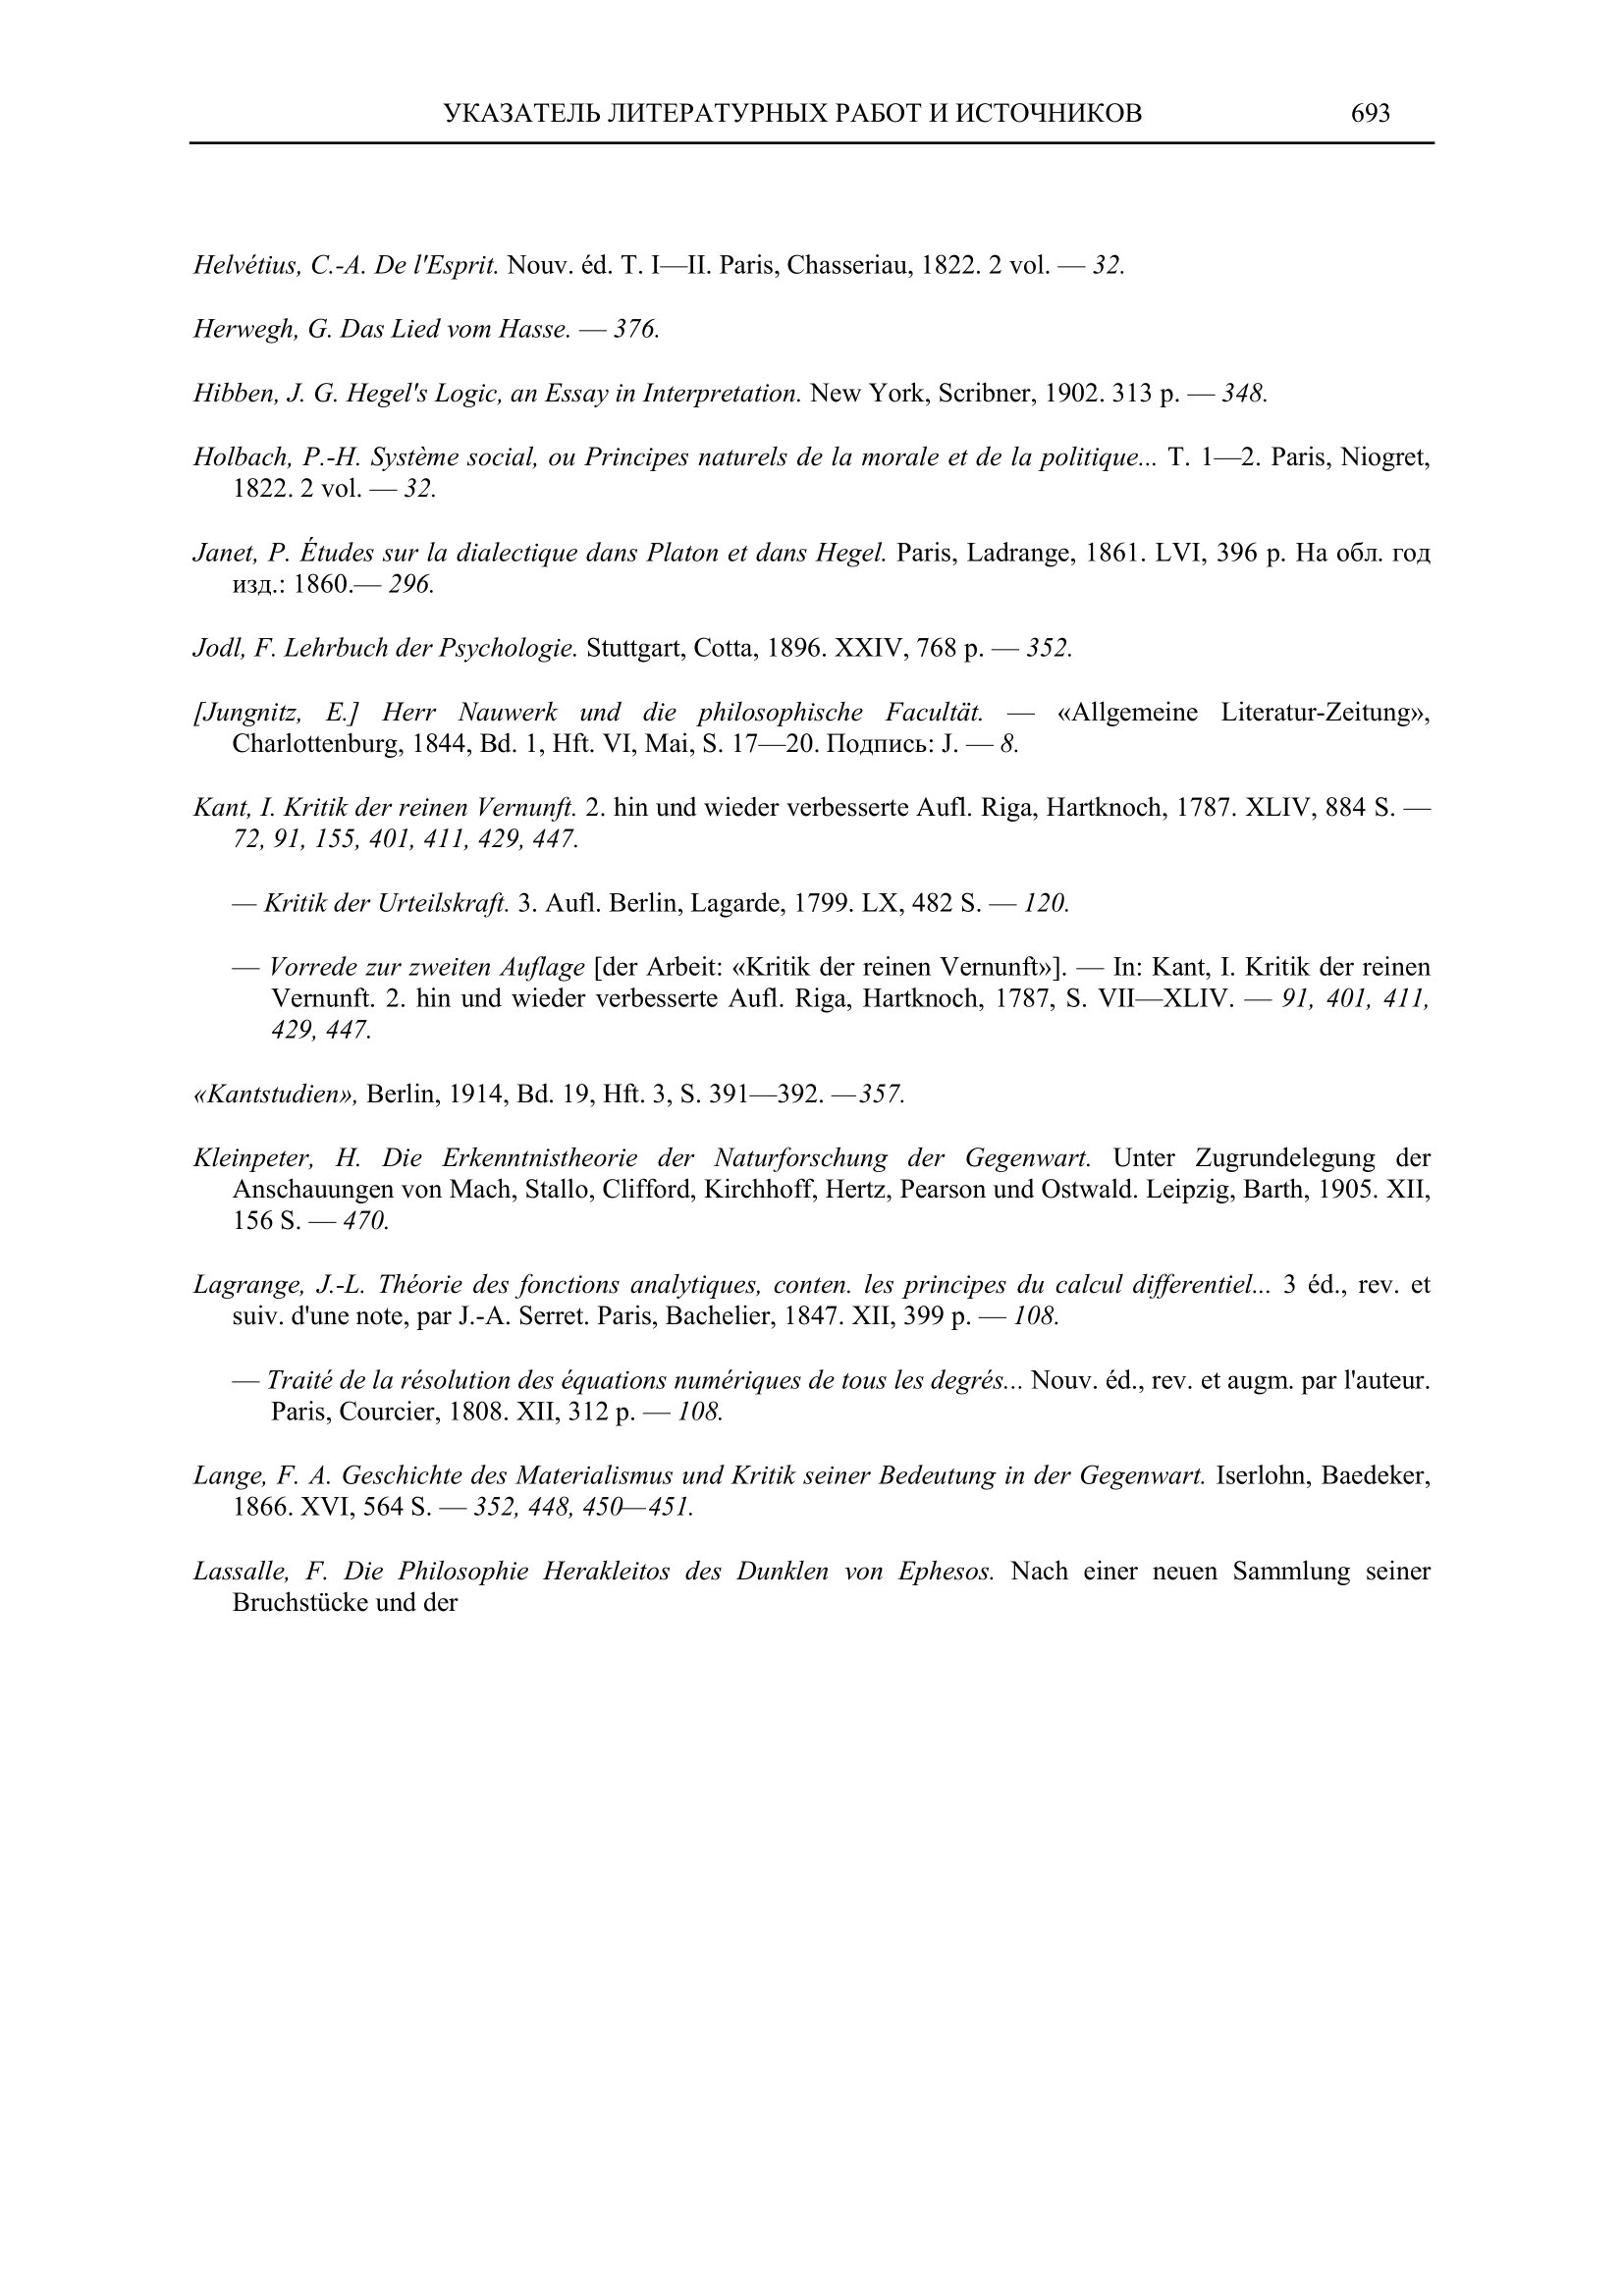 УКАЗАТЕЛЬ ЛИТЕРАТУРНЫХ РАБОТ И ИСТОЧНИКОВ 693
Helvétius, C.-A. De l'Esprit. Nouv. éd. T. I—II. Paris, Chasseriau, 1822. 2 vol. — 32.
Herwegh, G. Das Lied vom Hasse. — 376.
Hibben, J. G. Hegel's Logic, an Essay in Interpretation. New York, Scribner, 1902. 313 p. — 348.
Holbach, P.-H. Système social, ou Principes naturels de la morale et de la politique... T. 1—2. Paris, Niogret,
1822. 2 vol. — 32.
Janet, P. Études sur la dialectique dans Platon et dans Hegel. Paris, Ladrange, 1861. LVI, 396 p. На обл. год
изд.: 1860.— 296.
Jodl, F. Lehrbuch der Psychologie. Stuttgart, Cotta, 1896. XXIV, 768 p. — 352.
[Jungnitz, E.] Herr Nauwerk und die philosophische Facultät. — «Allgemeine Literatur-Zeitung»,
Charlottenburg, 1844, Bd. 1, Hft. VI, Mai, S. 17—20. Подпись: J. — 8.
Kant, I. Kritik der reinen Vernunft. 2. hin und wieder verbesserte Aufl. Riga, Hartknoch, 1787. XLIV, 884 S. —
72, 91, 155, 401, 411, 429, 447.
— Kritik der Urteilskraft. 3. Aufl. Berlin, Lagarde, 1799. LX, 482 S. — 120.
— Vorrede zur zweiten Auflage [der Arbeit: «Kritik der reinen Vernunft»]. — In: Kant, I. Kritik der reinen
Vernunft. 2. hin und wieder verbesserte Aufl. Riga, Hartknoch, 1787, S. VII—XLIV. — 91, 401, 411,
429, 447.
«Kantstudien», Berlin, 1914, Bd. 19, Hft. 3, S. 391—392. —357.
Kleinpeter, H. Die Erkenntnistheorie der Naturforschung der Gegenwart. Unter Zugrundelegung der
Anschauungen von Mach, Stallo, Clifford, Kirchhoff, Hertz, Pearson und Ostwald. Leipzig, Barth, 1905. XII,
156 S. — 470.
Lagrange, J.-L. Théorie des fonctions analytiques, conten. les principes du calcul differentiel... 3 éd., rev. et
suiv. d'une note, par J.-A. Serret. Paris, Bachelier, 1847. XII, 399 p. — 108.
— Traité de la résolution des équations numériques de tous les degrés... Nouv. éd., rev. et augm. par l'auteur.
Paris, Courcier, 1808. XII, 312 p. — 108.
Lange, F. A. Geschichte des Materialismus und Kritik seiner Bedeutung in der Gegenwart. Iserlohn, Baedeker,
1866. XVI, 564 S. — 352, 448, 450—451.
Lassalle, F. Die Philosophie Herakleitos des Dunklen von Ephesos. Nach einer neuen Sammlung seiner
Bruchstücke und der